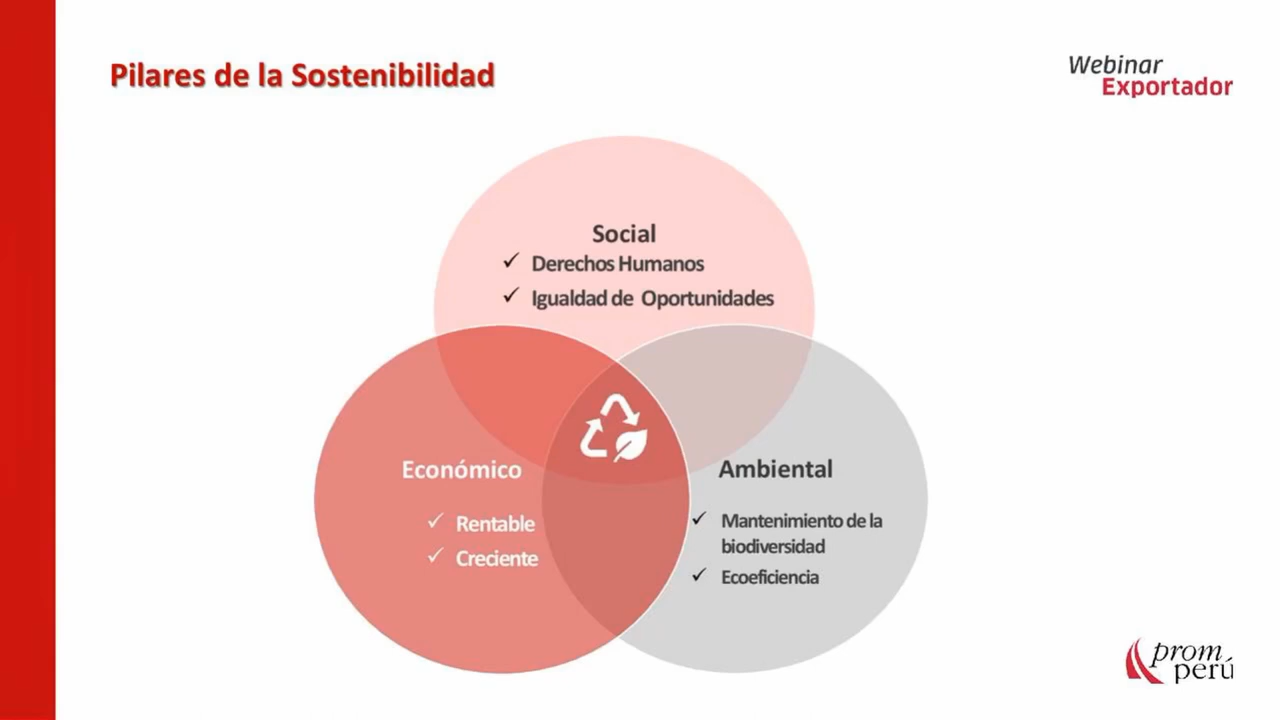 Pilares de la Sostenibilidad
Webinar
Exportador
Social
✓ Derechos Humanos
✓ Igualdad de Oportunidades
Económico
✓ Rentable
✓ Creciente
Ambiental
✓ Mantenimiento de la
biodiversidad
✓ Ecoeficiencia
prom
perú